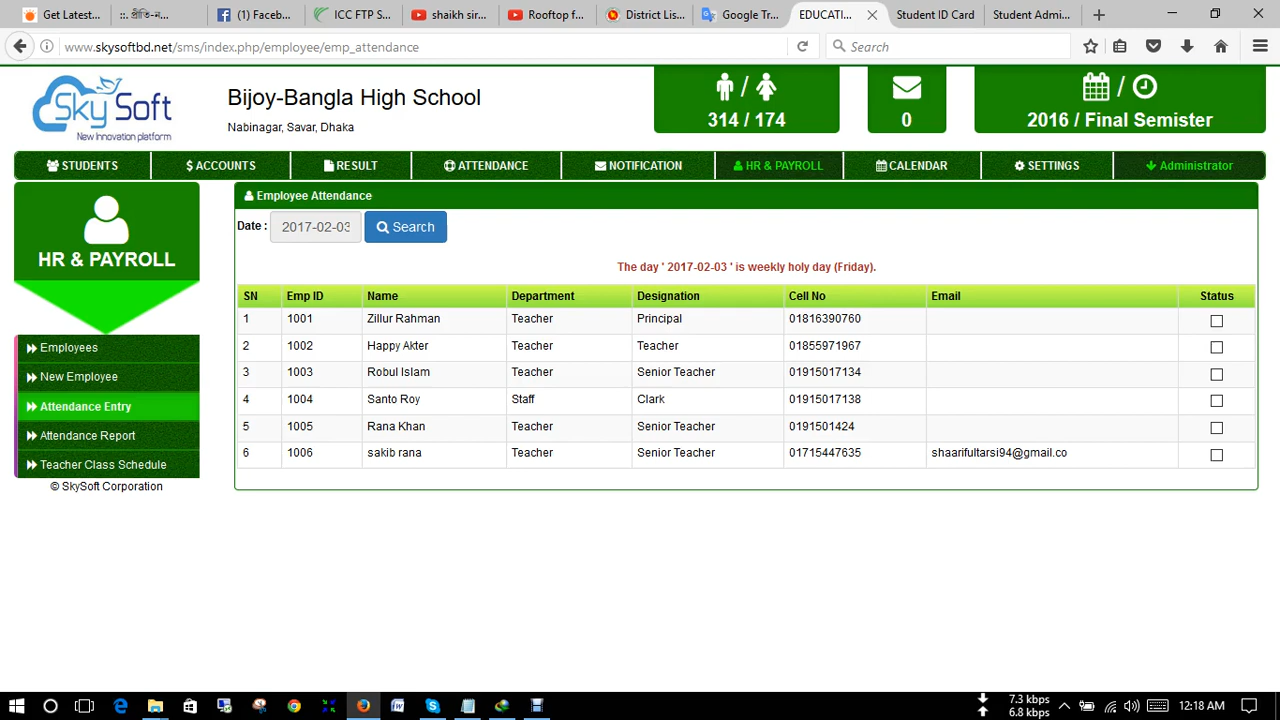 Get Latest...
::. প্রীতি-ন...
(1) Faceb...
ICC FTP S...
shaikh sir...
Rooftop f...
District Lis...
Google Tr...
EDUCATI...
Student ID Card
Student Admi...
www.skysoftbd.net/sms/index.php/employee/emp_attendance
Search
Sky Soft
New Innovation platform
Bijoy-Bangla High School
Nabinagar, Savar, Dhaka
/
314 / 174
0
/
2016 / Final Semister
STUDENTS
$ ACCOUNTS
RESULT
ATTENDANCE
NOTIFICATION
HR & PAYROLL
CALENDAR
SETTINGS
Administrator
HR & PAYROLL
Employees
New Employee
Attendance Entry
Attendance Report
Teacher Class Schedule
© SkySoft Corporation
Employee Attendance
Date : 2017-02-03 Search
The day ' 2017-02-03 ' is weekly holy day (Friday).
SN Emp ID Name Department Designation Cell No Email Status
1 1001 Zillur Rahman Teacher Principal 01816390760
2 1002 Happy Akter Teacher Teacher 01855971967
3 1003 Robul Islam Teacher Senior Teacher 01915017134
4 1004 Santo Roy Staff Clark 01915017138
5 1005 Rana Khan Teacher Senior Teacher 0191501424
6 1006 sakib rana Teacher Senior Teacher 01715447635 shaarifultarsi94@gmail.co
7.3 kbps
6.8 kbps
12:18 AM